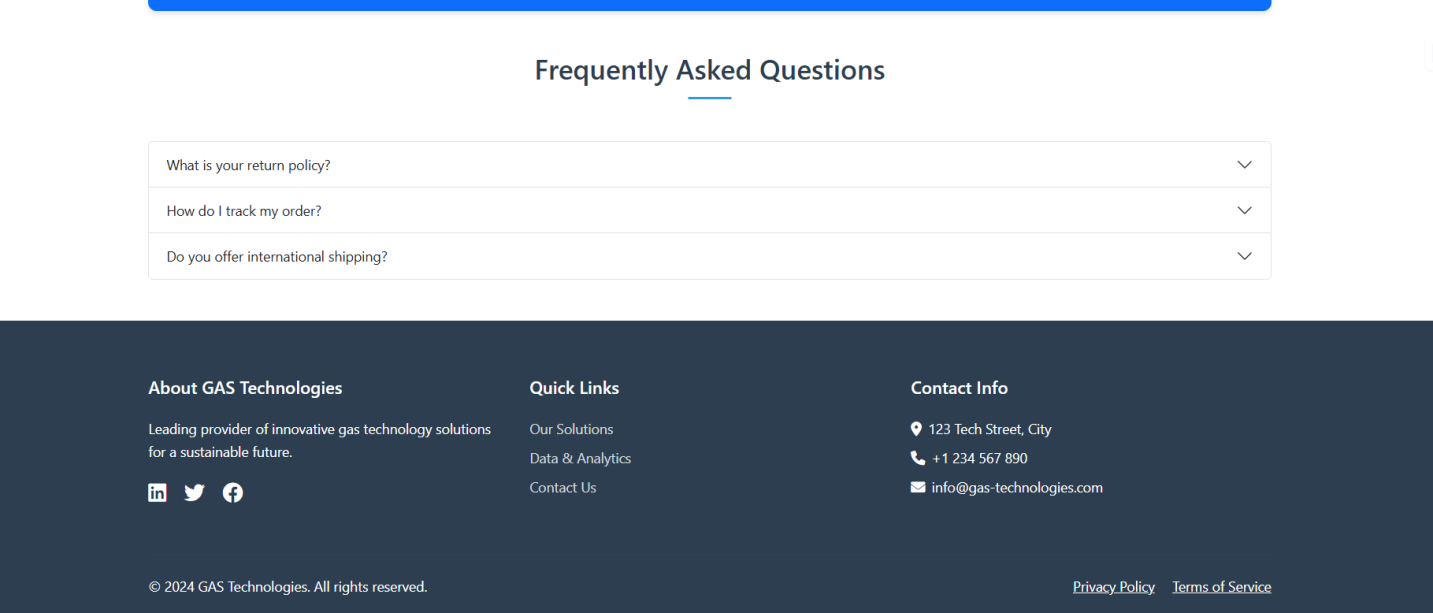 Frequently Asked Questions
What is your return policy?
How do I track my order?
Do you offer international shipping?
About GAS Technologies
Leading provider of innovative gas technology solutions
for a sustainable future.
Quick Links
Our Solutions
Data & Analytics
Contact Us
Contact Info
123 Tech Street, City
+1 234 567 890
info@gas-technologies.com
© 2024 GAS Technologies. All rights reserved.
Privacy Policy Terms of Service